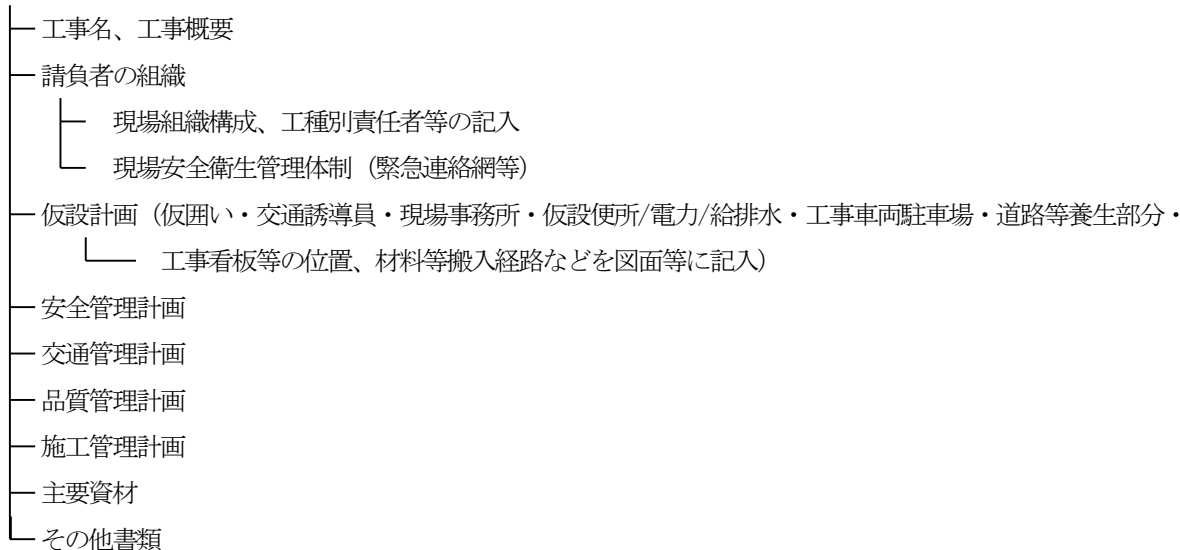 工事名、工事概要
請負者の組織
現場組織構成、工種別責任者等の記入
現場安全衛生管理体制（緊急連絡網等）
仮設計画（仮囲い・交通誘導員・現場事務所・仮設便所/電力/給排水・工事車両駐車場・道路等養生部分・
工事看板等の位置、材料等搬入経路などを図面等に記入）
安全管理計画
交通管理計画
品質管理計画
施工管理計画
主要資材
その他書類